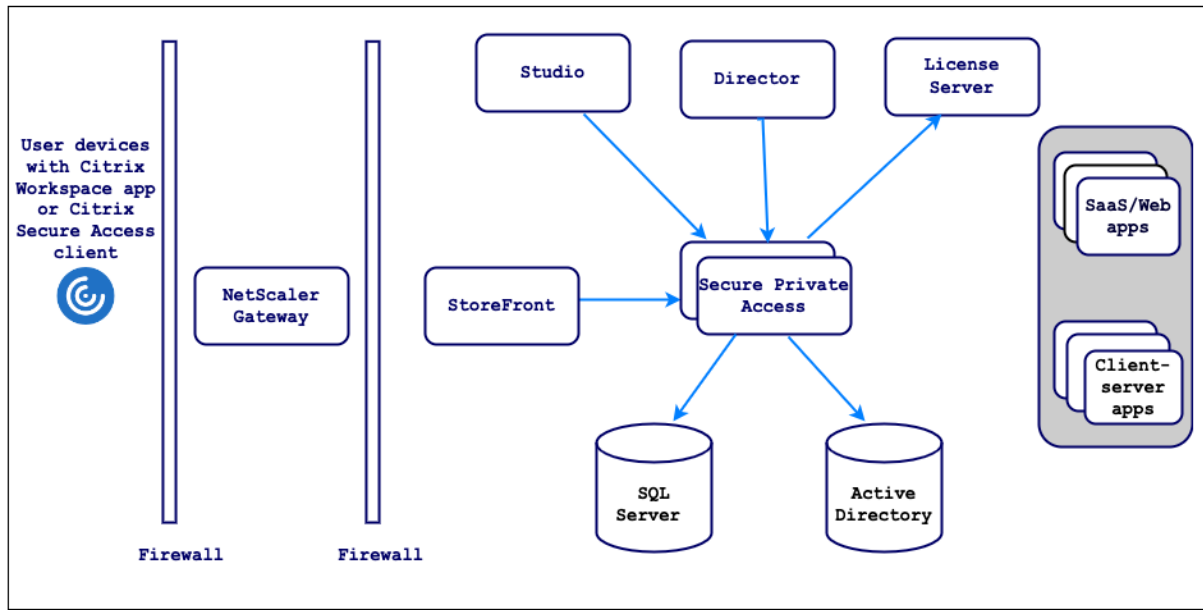 Studio
Director
License
Server
User devices
with Citrix
Workspace app
or Citrix
Secure Access
client
NetScaler
Gateway
StoreFront
Secure Private
Access
SaaS/Web
apps
Client-
server
apps
SQL
Server
Active
Directory
Firewall
Firewall